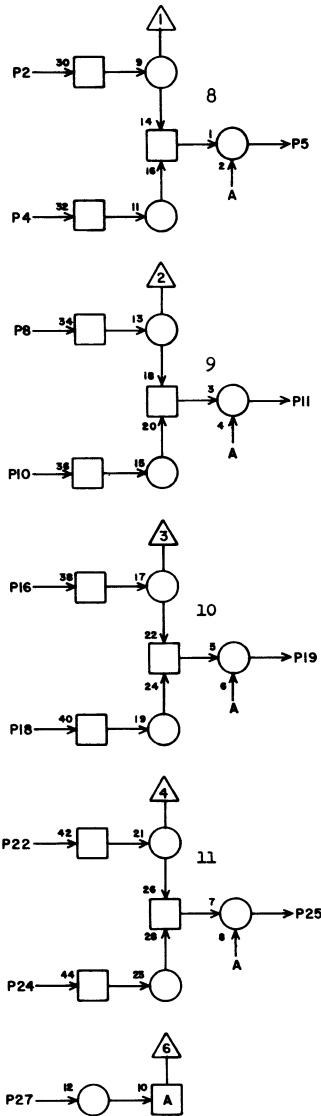 1
P2 30 9
8
14 1 P5
16 2
P4 32 11 A
2
P8 34 13
9
18 3 P11
20 4
P10 36 15 A
3
P16 38 17
10
22 5 P19
24 6
P18 40 19 A
4
P22 42 21
11
26 7 P25
28 8
P24 44 23 A
6
P27 12 10 A